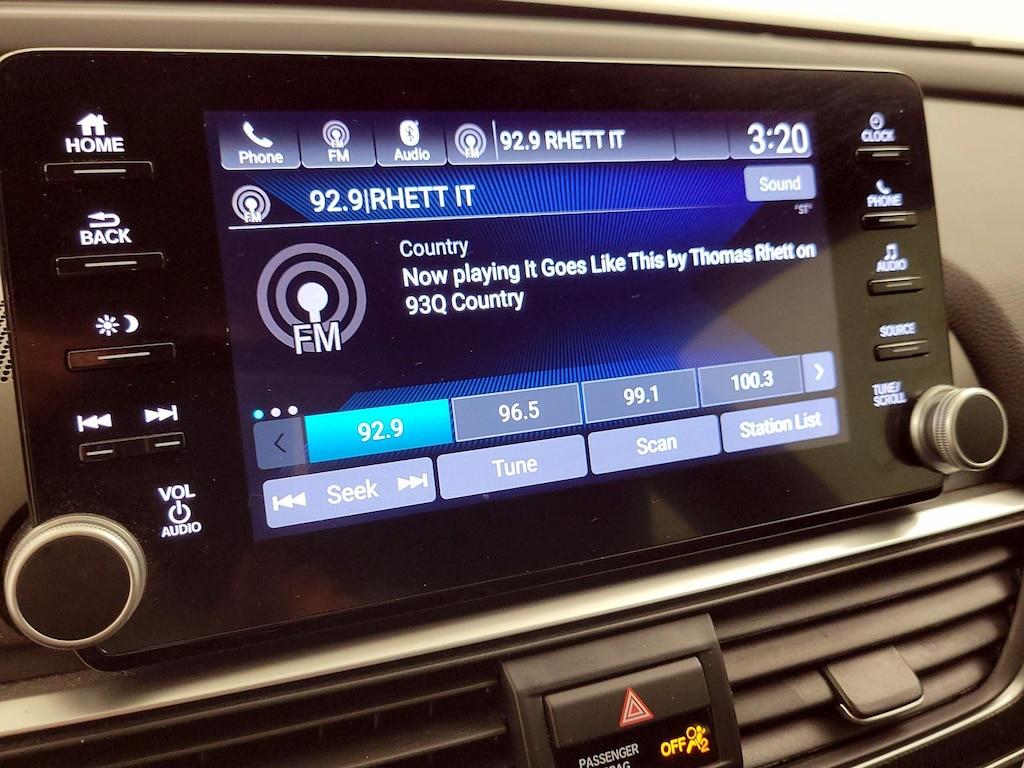 HOME
BACK
VOL
AUDIO
Phone
FM
Audio
FM
92.9 RHETT IT
3:20
FM
92.9|RHETT IT
Sound
"ST"
FM
Country
Now playing It Goes Like This by Thomas Rhett on
93Q Country
92.9
96.5
99.1
100.3
Seek
Tune
Scan
Station List
CLOCK
PHONE
AUDIO
SOURCE
TUNE/
SCROLL
PASSENGER
OFF 2